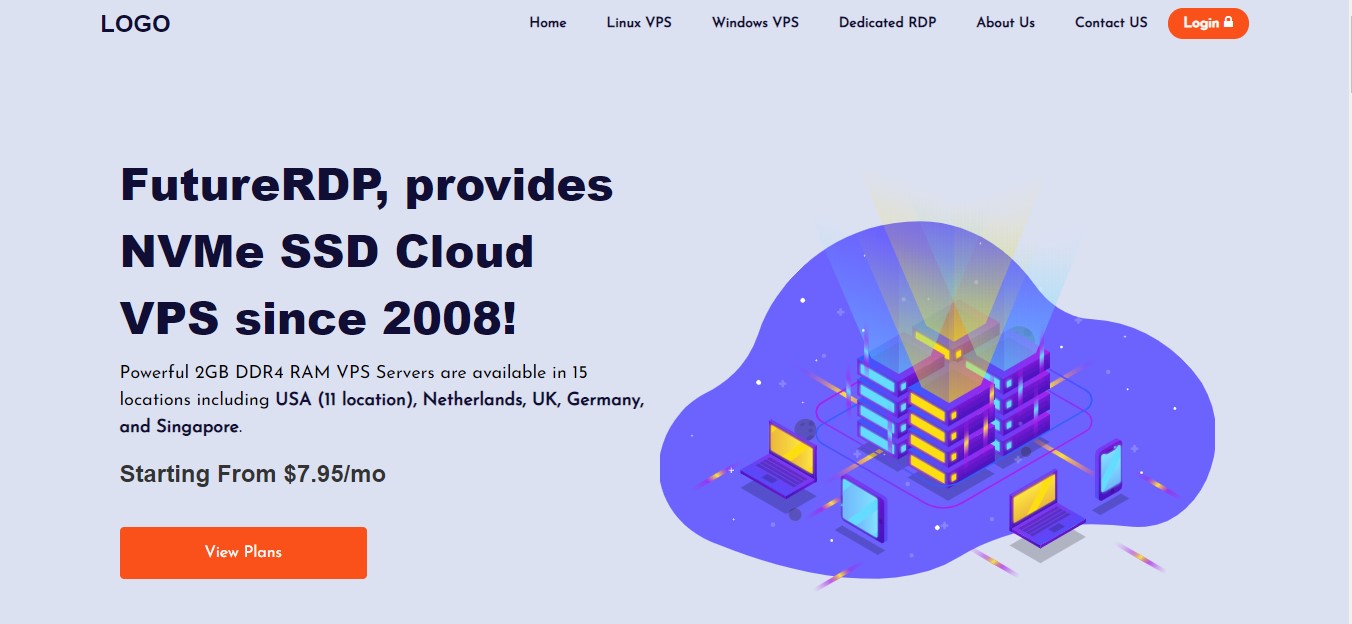 LOGO
Home Linux VPS Windows VPS Dedicated RDP About Us Contact US Login
FutureRDP, provides
NVMe SSD Cloud
VPS since 2008!
Powerful 2GB DDR4 RAM VPS Servers are available in 15
locations including USA (11 location), Netherlands, UK, Germany,
and Singapore.
Starting From $7.95/mo
View Plans